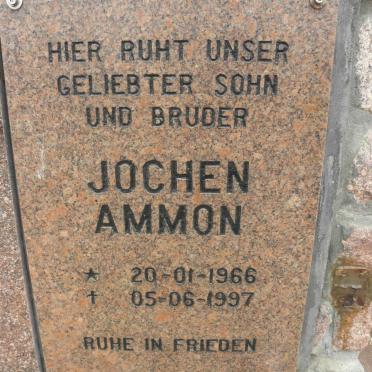 HIER RUHT UNSER
GELIEBTER SOHN
UND BRUDER
JOCHEN
AMMON
★ 20-01-1966
† 05-06-1997
RUHE IN FRIEDEN